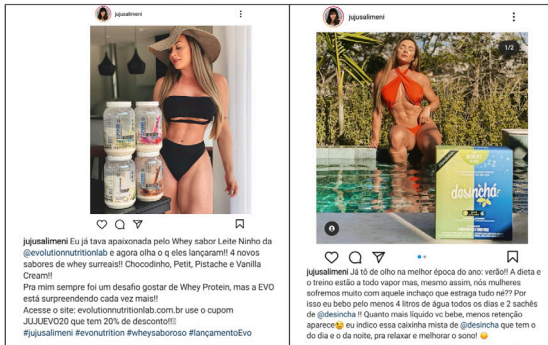 jujusalimeni
jujusalimeni Eu já tava apaixonada pelo Whey sabor Leite Ninho da
@evolutionnutritionlab e agora olha o q eles lançaram!! 4 novos
sabores de whey surreais!! Chocodinho, Petit, Pistache e Vanilla
Cream!!
Pra mim sempre foi um desafio gostar de Whey Protein, mas a EVO
está surpreendendo cada vez mais!!
Acesse o site: evolutionnutritionlab.com.br use o cupom
JUJUEVO20 que tem 20% de desconto!!
#jujusalimeni #evonutrition #wheysaboroso #lançamentoEvo
jujusalimeni
1/2
desinchá
jujusalimeni Já tô de olho na melhor época do ano: verão!! A dieta e
o treino estão a todo vapor mas, mesmo assim, nós mulheres
sofremos muito com aquele inchaço que estraga tudo né?? Por
isso eu bebo pelo menos 4 litros de água todos os dias e 2 sachês
de @desincha !! Quanto mais líquido vc bebe, menos retenção
aparece😉 eu indico essa caixinha mista de @desincha que tem o
do dia e o da noite, pra relaxar e melhorar o sono! 😊